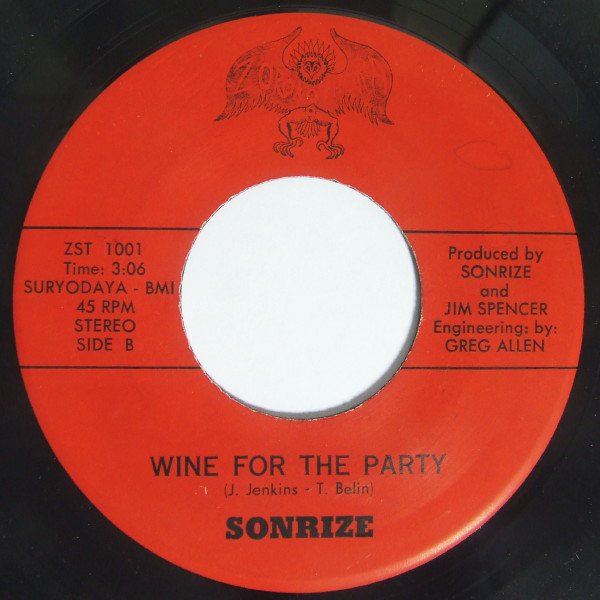 ZST 1001
Time: 3:06
SURYODAYA - BMI
45 RPM
STEREO
SIDE B
Produced by
SONRIZE
and
JIM SPENCER
Engineering: by:
GREG ALLEN
WINE FOR THE PARTY
(J. Jenkins - T. Belin)
SONRIZE